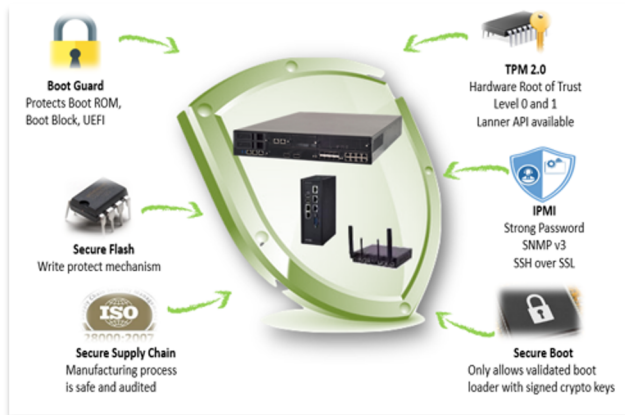 Boot Guard
Protects Boot ROM,
Boot Block, UEFI
TPM 2.0
Hardware Root of Trust
Level 0 and 1
Lanner API available
Secure Flash
Write protect mechanism
IPMI
Strong Password
SNMP v3
SSH over SSL
ISO
28000:2007
Secure Supply Chain
Manufacturing process
is safe and audited
Secure Boot
Only allows validated boot
loader with signed crypto keys